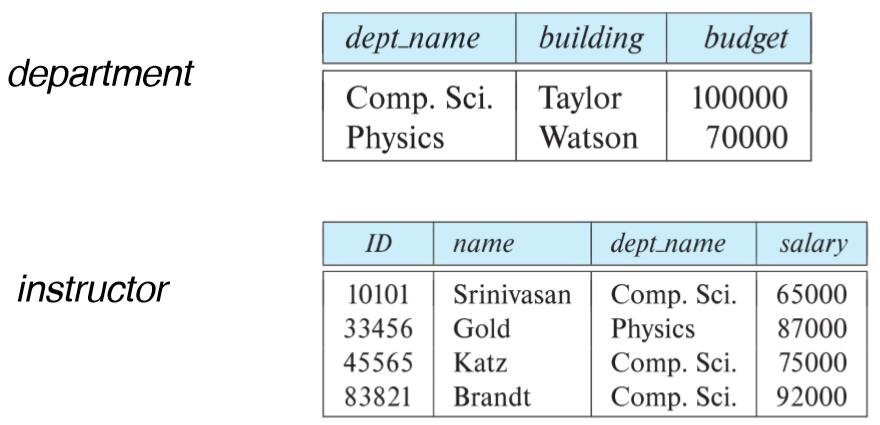 department
dept_name building budget
Comp. Sci. Taylor 100000
Physics Watson 70000
instructor
ID name dept_name salary
10101 Srinivasan Comp. Sci. 65000
33456 Gold Physics 87000
45565 Katz Comp. Sci. 75000
83821 Brandt Comp. Sci. 92000